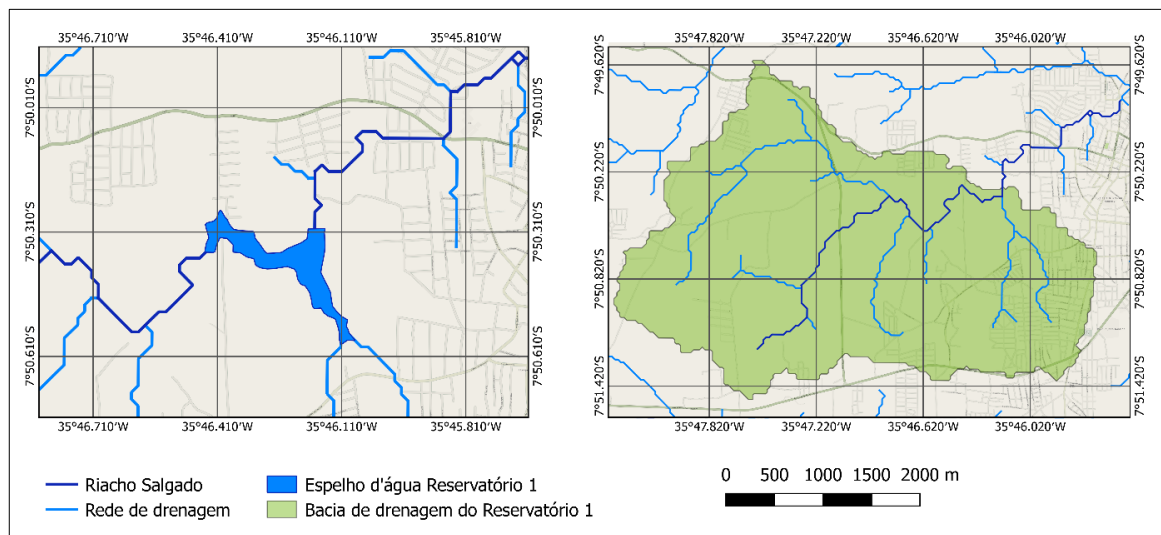 35°46.710'W 35°46.410'W 35°46.110'W 35°45.810'W
7°50.010'S 7°50.010'S
7°50.310'S 7°50.310'S
7°50.610'S 7°50.610'S
35°46.710'W 35°46.410'W 35°46.110'W 35°45.810'W
35°47.820'W 35°47.220'W 35°46.620'W 35°46.020'W
7°49.620'S 7°49.620'S
7°50.220'S 7°50.220'S
7°50.820'S 7°50.820'S
7°51.420'S 7°51.420'S
35°47.820'W 35°47.220'W 35°46.620'W 35°46.020'W
Riacho Salgado
Rede de drenagem
Espelho d'água Reservatório 1
Bacia de drenagem do Reservatório 1
0 500 1000 1500 2000 m